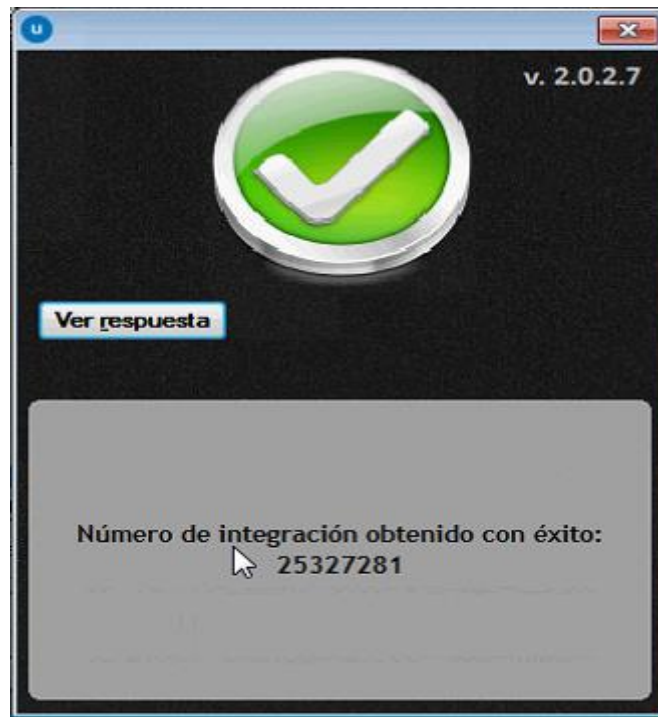 u
v. 2.0.2.7
Ver respuesta
Número de integración obtenido con éxito:
25327281